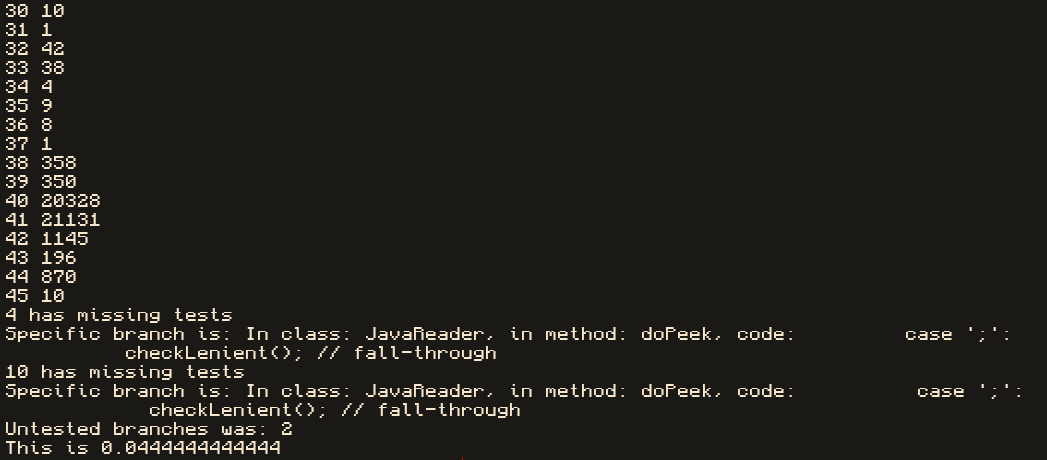 30 10
31 1
32 42
33 38
34 4
35 9
36 8
37 1
38 358
39 350
40 20328
41 21131
42 1145
43 196
44 870
45 10
4 has missing tests
Specific branch is: In class: JavaReader, in method: doPeek, code:         case ';':
          checkLenient(); // fall-through
10 has missing tests
Specific branch is: In class: JavaReader, in method: doPeek, code:          case ';':
            checkLenient(); // fall-through
Untested branches was: 2
This is 0.0444444444444